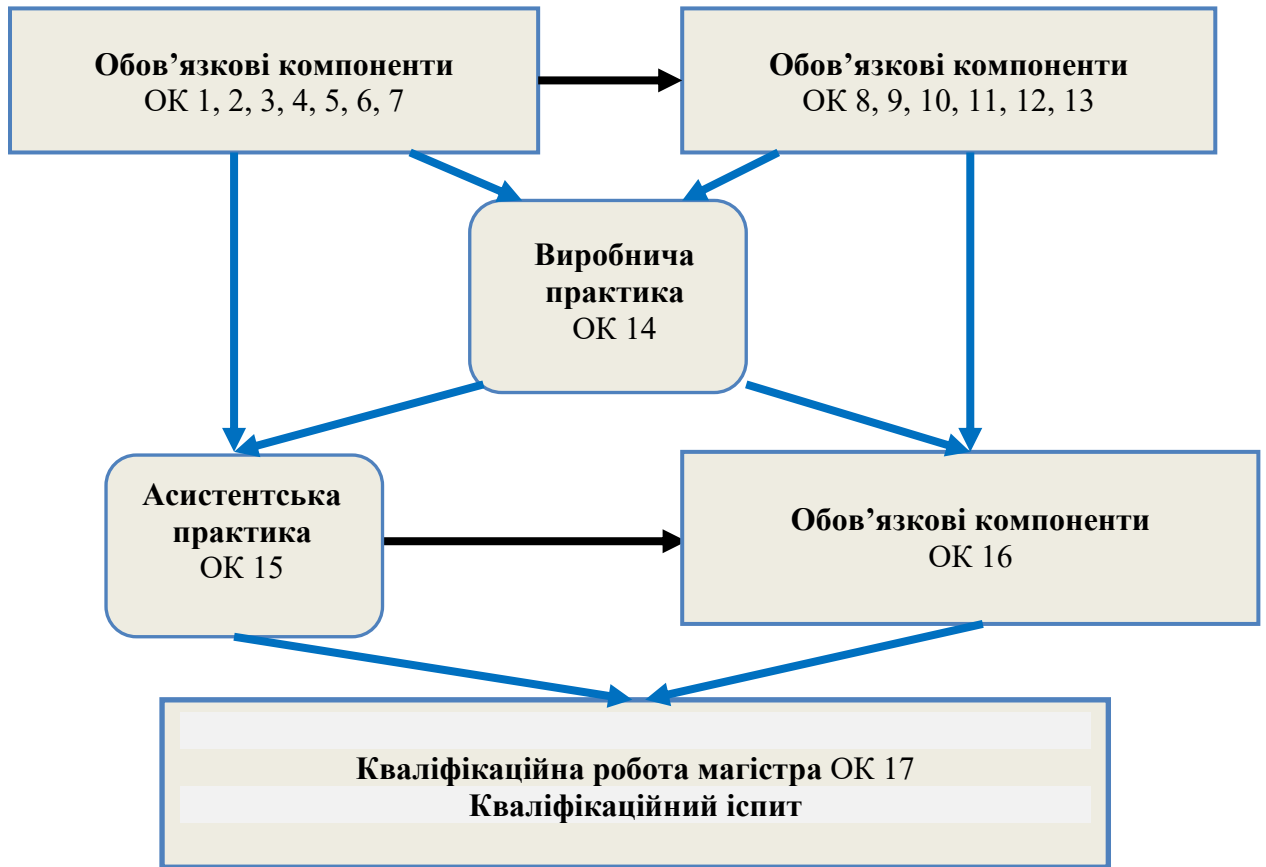 Обов’язкові компоненти
ОК 1, 2, 3, 4, 5, 6, 7
Обов’язкові компоненти
ОК 8, 9, 10, 11, 12, 13
Виробнича
практика
ОК 14
Асистентська
практика
ОК 15
Обов’язкові компоненти
ОК 16
Кваліфікаційна робота магістра ОК 17
Кваліфікаційний іспит